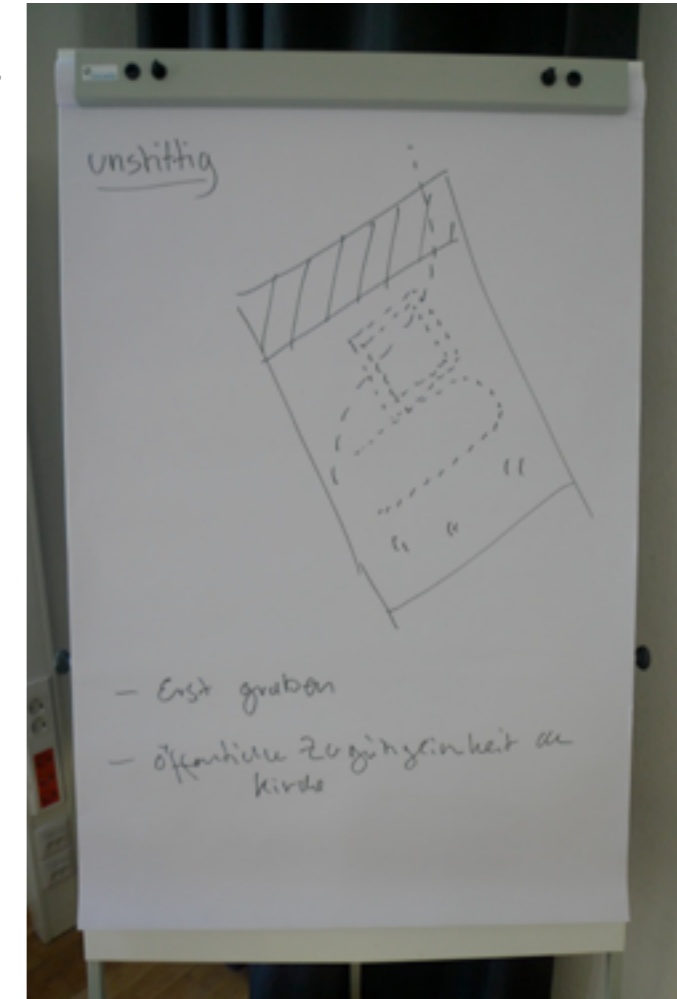 unstrittig
- Erst graben
- öffentliche Zugänglichkeit der
Kirche